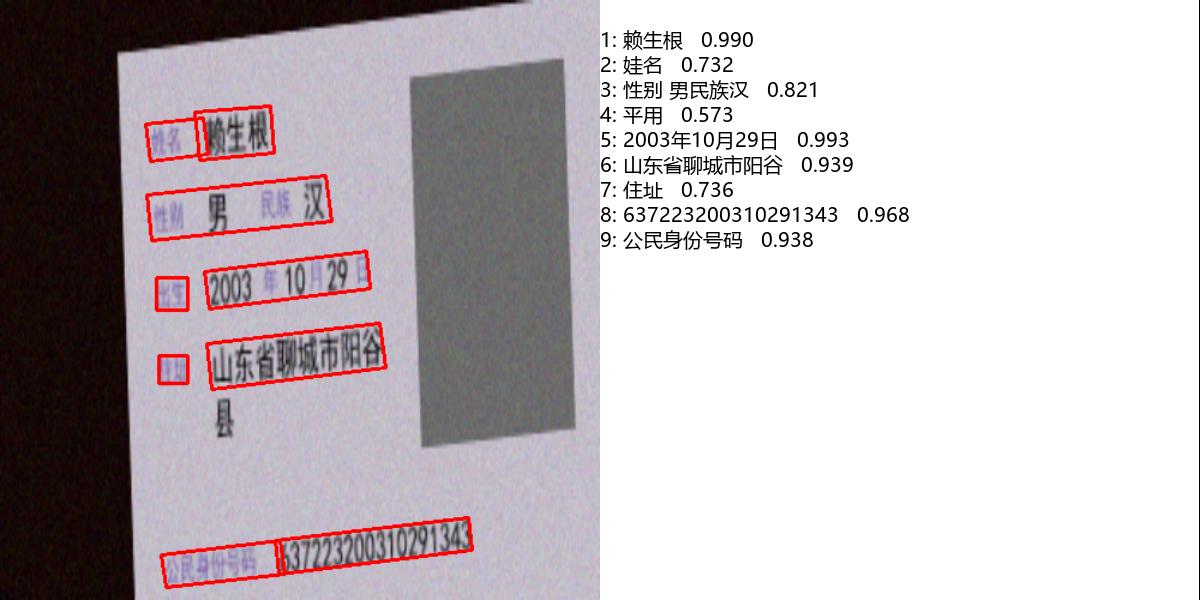 姓名 赖生根
性别 男 民族 汉
出生 2003 年 10 月 29 日
住址 山东省聊城市阳谷
县
公民身份号码 637223200310291343
1: 赖生根 0.990
2: 娃名 0.732
3: 性别 男民族汉 0.821
4: 平用 0.573
5: 2003年10月29日 0.993
6: 山东省聊城市阳谷 0.939
7: 住址 0.736
8: 637223200310291343 0.968
9: 公民身份号码 0.938